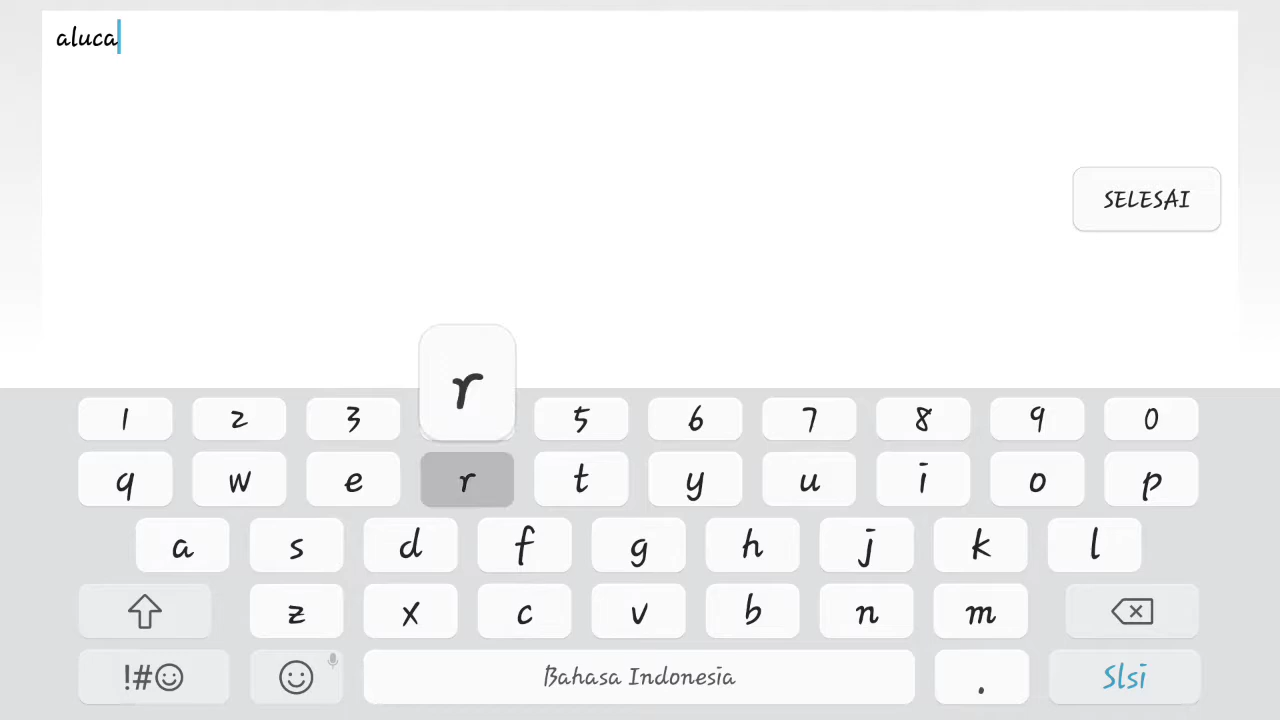 aluca
SELESAI
r
1 2 3 5 6 7 8 9 0
q w e r t y u i o p
a s d f g h j k l
z x c v b n m
!#☺ Bahasa Indonesia . Slsi